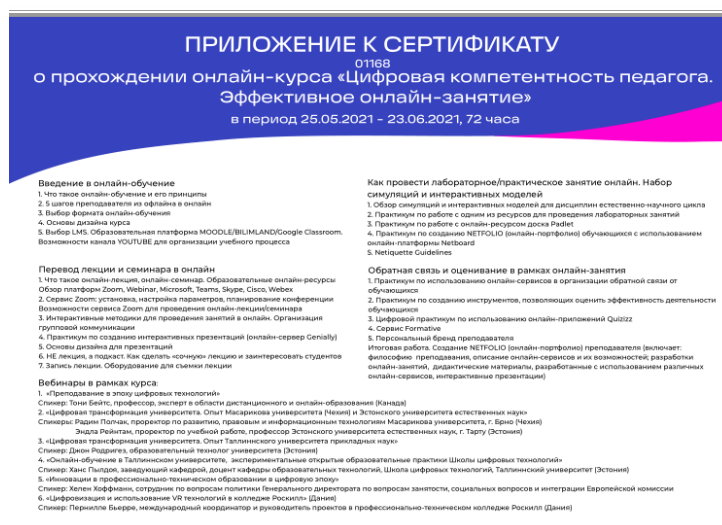 ПРИЛОЖЕНИЕ К СЕРТИФИКАТУ
01168
о прохождении онлайн-курса «Цифровая компетентность педагога.
Эффективное онлайн-занятие»
в период 25.05.2021 - 23.06.2021, 72 часа
Введение в онлайн-обучение
1. Что такое онлайн-обучение и его принципы
2. 5 шагов преподавателя из офлайна в онлайн
3. Выбор формата онлайн-обучения
4. Основы дизайна курса
5. Выбор LMS. Образовательная платформа MOODLE/BILIMLAND/Google Classroom.
Возможности канала YOUTUBE для организации учебного процесса
Перевод лекции и семинара в онлайн
1. Что такое онлайн-лекция, онлайн-семинар. Образовательные онлайн-ресурсы
Обзор платформ Zoom, Webinar, Microsoft, Teams, Skype, Cisco, Webex
2. Сервис Zoom: установка, настройка параметров, планирование конференции
Возможности сервиса Zoom для проведения онлайн-лекции/семинара
3. Интерактивные методики для проведения занятий в онлайн. Организация
групповой коммуникации
4. Практикум по созданию интерактивных презентаций (онлайн-сервер Genially)
5. Основы дизайна для презентаций
6. НЕ лекция, а подкаст. Как сделать «сочную» лекцию и заинтересовать студентов
7. Запись лекции. Оборудование для съемки лекции
Как провести лабораторное/практическое занятие онлайн. Набор
симуляций и интерактивных моделей
1. Обзор симуляций и интерактивных моделей для дисциплин естественно-научного цикла
2. Практикум по работе с одним из ресурсов для проведения лабораторных занятий
3. Практикум по работе с онлайн-ресурсом доска Padlet
4. Практикум по созданию NETFOLIO (онлайн-портфолио) обучающихся с использованием
онлайн-платформы Netboard
5. Netiquette Guidelines
Обратная связь и оценивание в рамках онлайн-занятия
1. Практикум по использованию онлайн-сервисов в организации обратной связи от
обучающихся
2. Практикум по созданию инструментов, позволяющих оценить эффективность деятельности
обучающихся
3. Цифровой практикум по использованию онлайн-приложений Quizizz
4. Сервис Formative
5. Персональный бренд преподавателя
Итоговая работа. Создание NETFOLIO (онлайн-портфолио) преподавателя (включает:
философию преподавания, описание онлайн-сервисов и их возможностей; разработки
онлайн-занятий, дидактические материалы, разработанные с использованием различных
онлайн-сервисов, интерактивные презентации)
Вебинары в рамках курса:
1. «Преподавание в эпоху цифровых технологий»
Спикер: Тони Бейтс, профессор, эксперт в области дистанционного и онлайн-образования (Канада)
2. «Цифровая трансформация университета. Опыт Масарикова университета (Чехия) и Эстонского университета естественных наук»
Спикеры: Радим Полчак, проректор по развитию, правовым и информационным технологиям Масарикова университета, г. Брно (Чехия)
Эндла Рейнтам, проректор по учебной работе, профессор Эстонского университета естественных наук, г. Тарту (Эстония)
3. «Цифровая трансформация университета. Опыт Таллиннского университета прикладных наук»
Спикер: Джон Родригез, образовательный технолог университета (Эстония)
4. «Онлайн-обучение в Таллиннском университете, экспериментальные открытые образовательные практики Школы цифровых технологий»
Спикер: Ханс Пылдоя, заведующий кафедрой, доцент кафедры образовательных технологий, Школа цифровых технологий, Таллиннский университет (Эстония)
5. «Инновации в профессионально-техническом образовании в цифровую эпоху»
Спикер: Хелен Хоффманн, сотрудник по вопросам политики Генерального директората по вопросам занятости, социальных вопросов и интеграции Европейской комиссии
6. «Цифровизация и использование VR технологий в колледже Роскилл» (Дания)
Спикер: Пернилле Бьерре, международный координатор и руководитель проектов в профессионально-техническом колледже Роскилл (Дания)